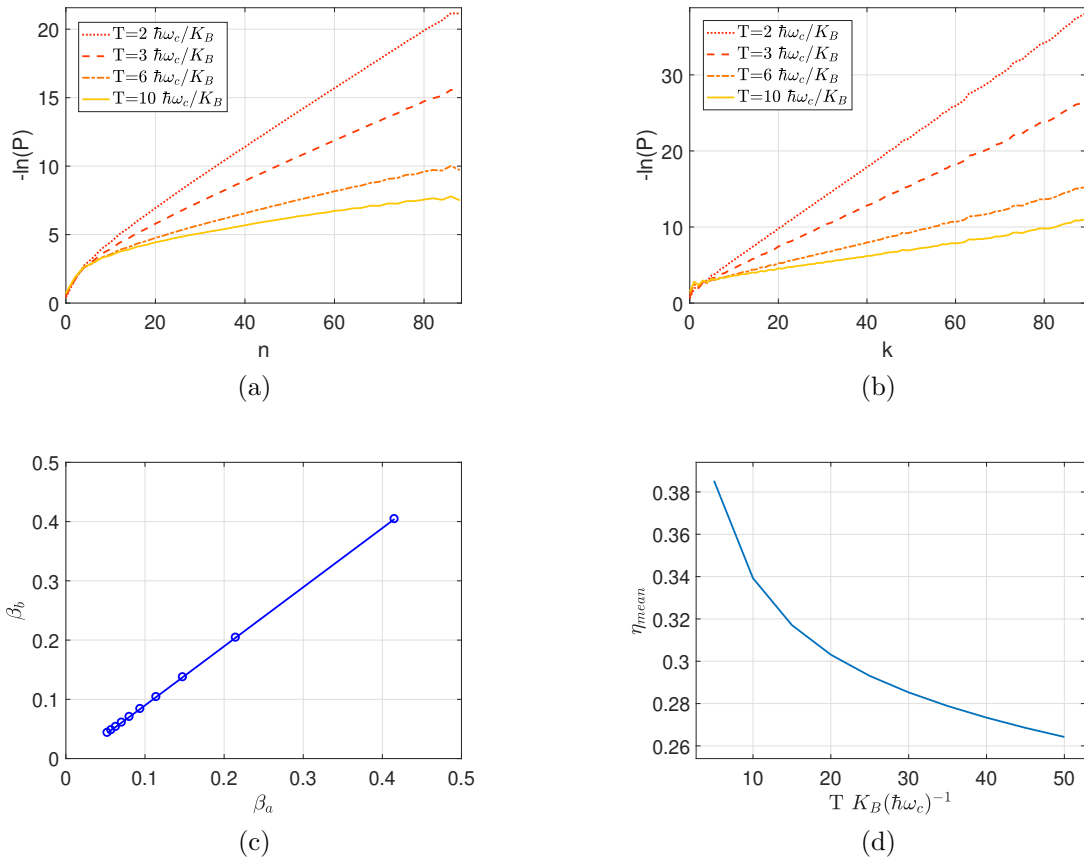 20
15
10
5
0
-ln(P)
T=2 ħω_c/K_B
T=3 ħω_c/K_B
T=6 ħω_c/K_B
T=10 ħω_c/K_B
0 20 40 60 80
n
(a)
30
20
10
0
-ln(P)
T=2 ħω_c/K_B
T=3 ħω_c/K_B
T=6 ħω_c/K_B
T=10 ħω_c/K_B
0 20 40 60 80
k
(b)
0.5
0.4
0.3
0.2
0.1
0
β_b
0 0.1 0.2 0.3 0.4 0.5
β_a
(c)
0.38
0.36
0.34
0.32
0.3
0.28
0.26
η_mean
10 20 30 40 50
T K_B(ħω_c)^{-1}
(d)